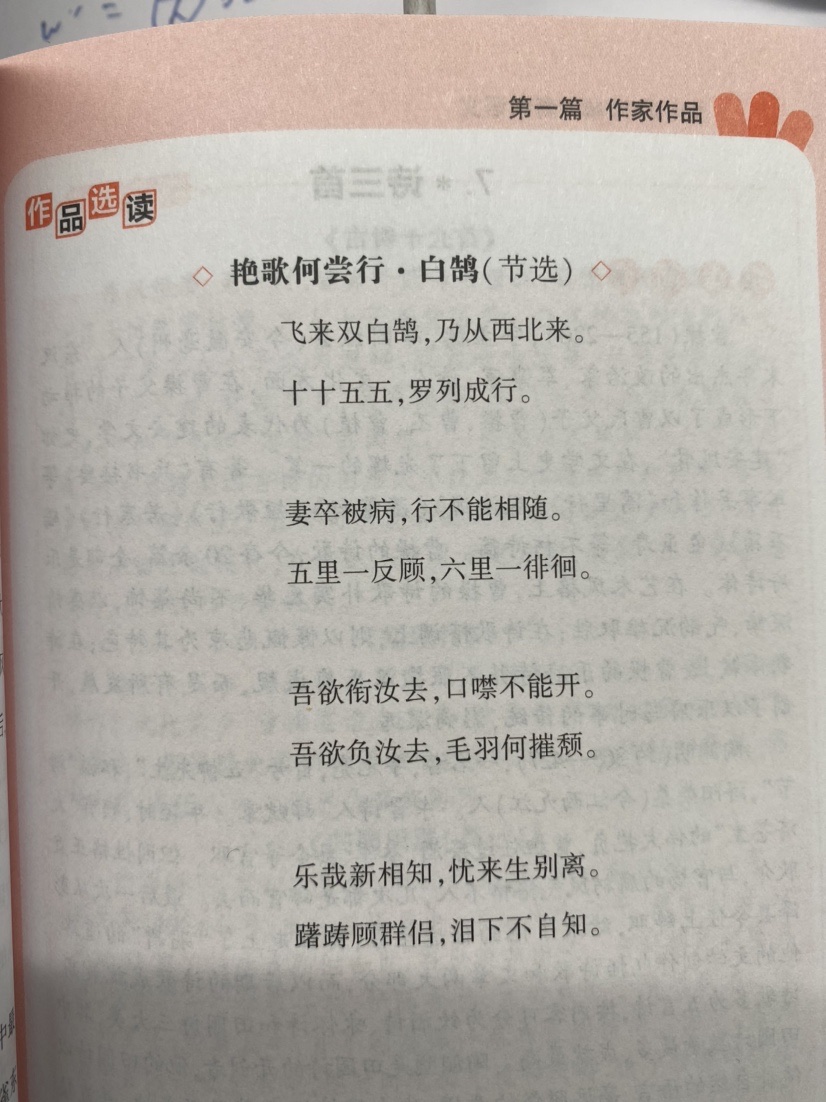 第一篇 作家作品
作品选读
艳歌何尝行·白鹄(节选)
飞来双白鹄,乃从西北来。
十十五五,罗列成行。
妻卒被病,行不能相随。
五里一反顾,六里一徘徊。
吾欲衔汝去,口噤不能开。
吾欲负汝去,毛羽何摧颓。
乐哉新相知,忧来生别离。
躇踌顾群侣,泪下不自知。